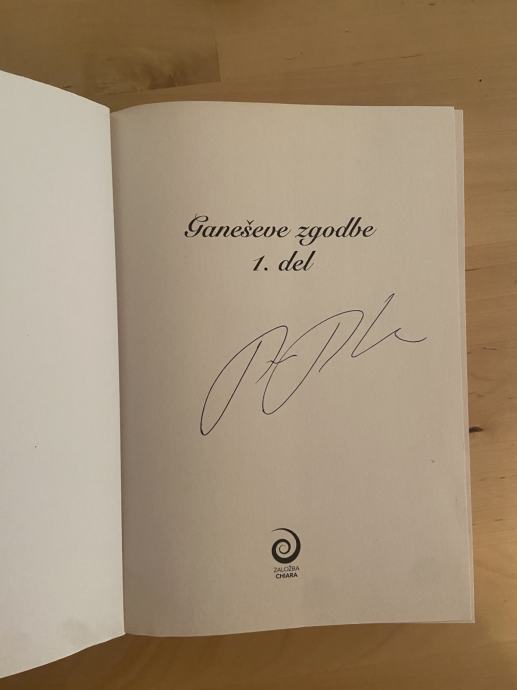 Ganeševe zgodbe
1. del
ZALOŽBA
CHIARA